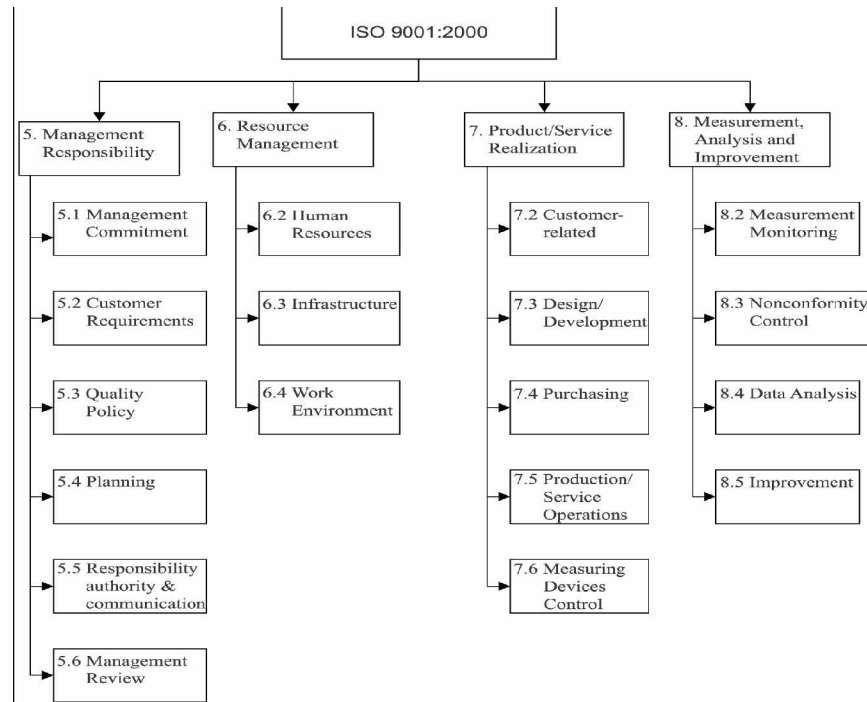 ISO 9001:2000
5. Management
Responsibility
5.1 Management
Commitment
5.2 Customer
Requirements
5.3 Quality
Policy
5.4 Planning
5.5 Responsibility
authority &
communication
5.6 Management
Review
6. Resource
Management
6.2 Human
Resources
6.3 Infrastructure
6.4 Work
Environment
7. Product/Service
Realization
7.2 Customer-
related
7.3 Design/
Development
7.4 Purchasing
7.5 Production/
Service
Operations
7.6 Measuring
Devices
Control
8. Measurement,
Analysis and
Improvement
8.2 Measurement
Monitoring
8.3 Nonconformity
Control
8.4 Data Analysis
8.5 Improvement